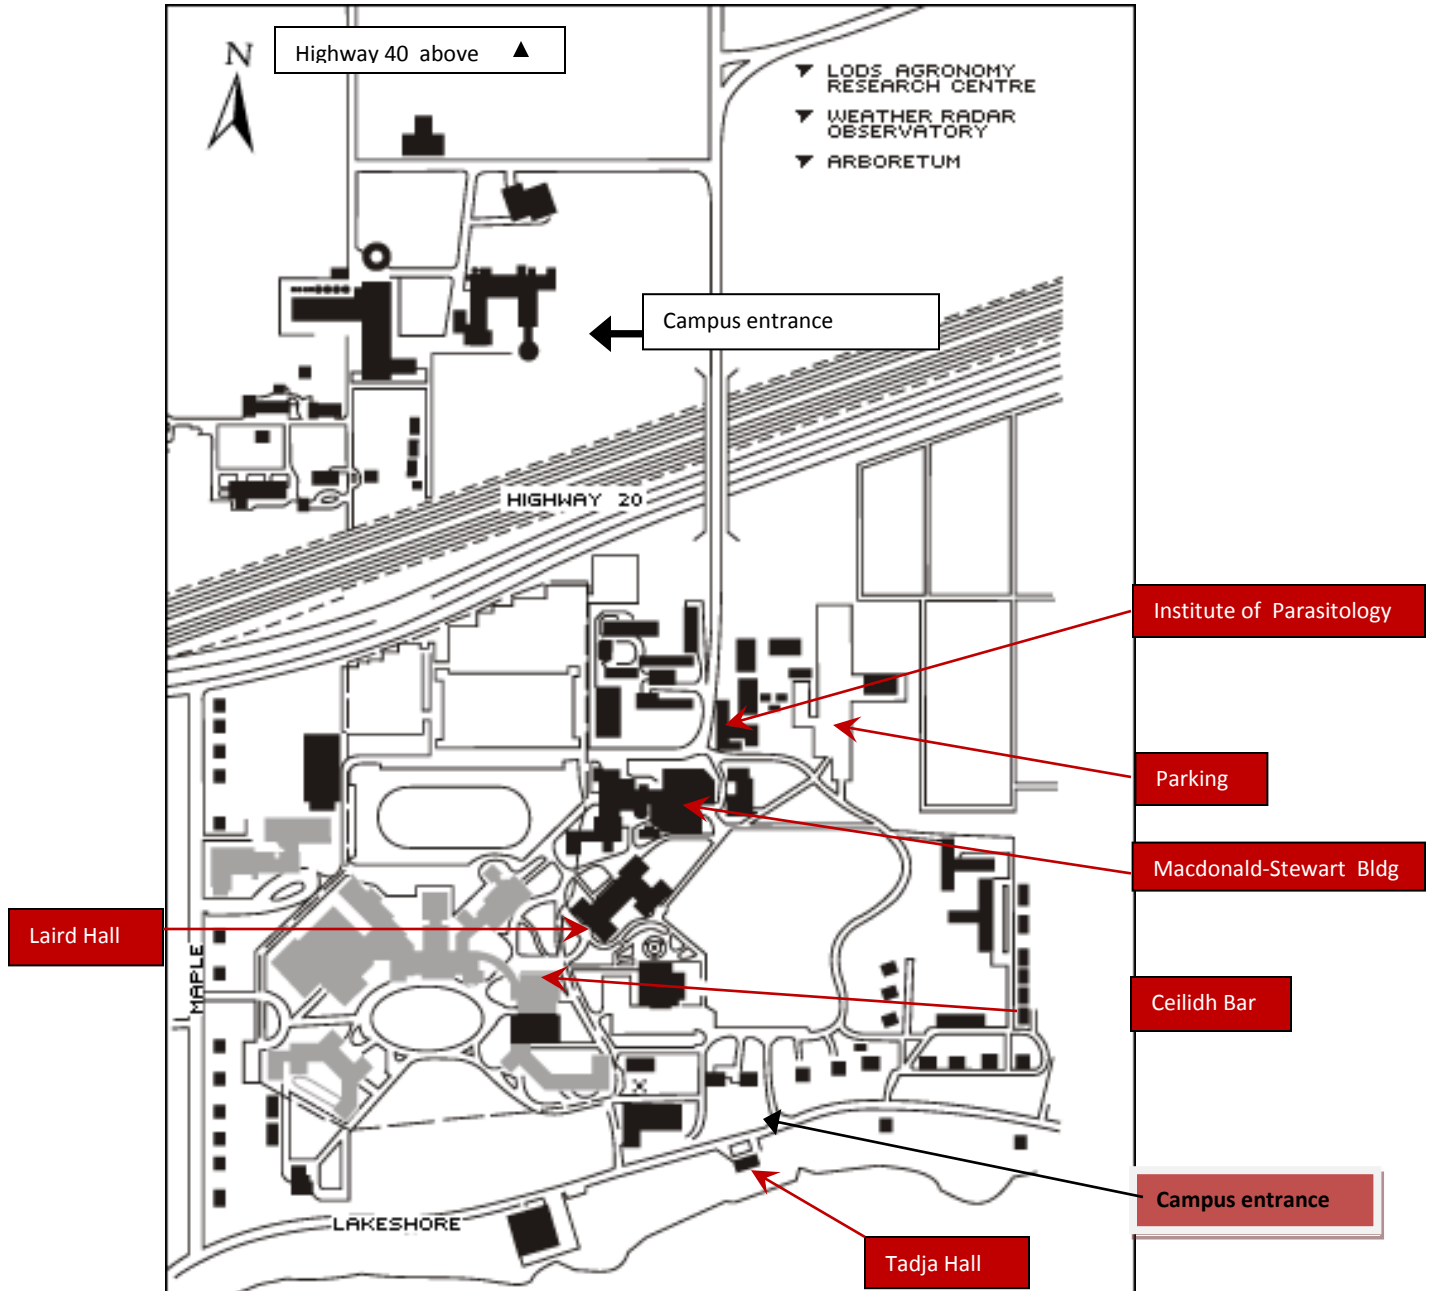 N
Highway 40 above ▲
LODS AGRONOMY
RESEARCH CENTRE
WEATHER RADAR
OBSERVATORY
ARBORETUM
Campus entrance
HIGHWAY 20
Institute of Parasitology
Parking
Macdonald-Stewart Bldg
Laird Hall
MAPLE
Ceilidh Bar
Campus entrance
LAKESHORE
Tadja Hall